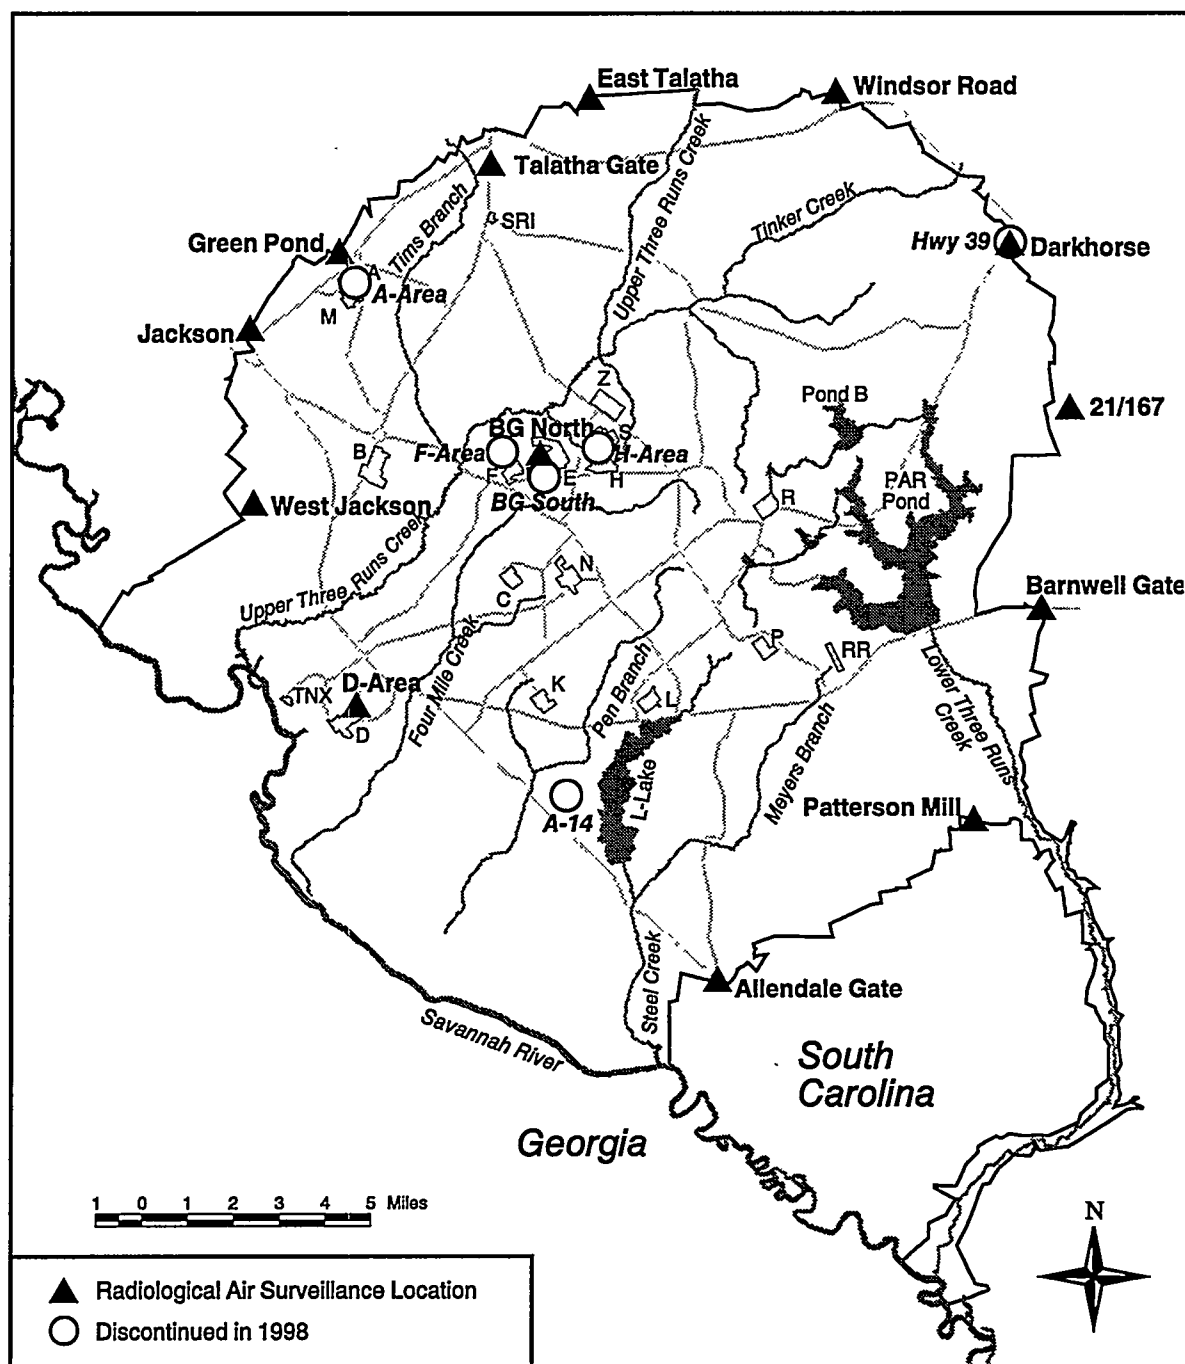 East Talatha
Windsor Road
Talatha Gate
Upper Three Runs Creek
Tims Branch
SRI
Tinker Creek
Green Pond
Hwy 39
Darkhorse
A
A-Area
M
Jackson
Z
Pond B
21/167
BG North
S
F-Area
H-Area
B
F
E
H
BG South
PAR
Pond
R
West Jackson
Upper Three Runs Creek
N
C
Barnwell Gate
Four Mile Creek
P
RR
Pen Branch
Lower Three Runs
Creek
D-Area
TNX
K
L
D
Meyers Branch
L-Lake
Patterson Mill
A-14
Steel Creek
Allendale Gate
Savannah River
South
Carolina
Georgia
1 0 1 2 3 4 5 Miles
N
Radiological Air Surveillance Location
Discontinued in 1998